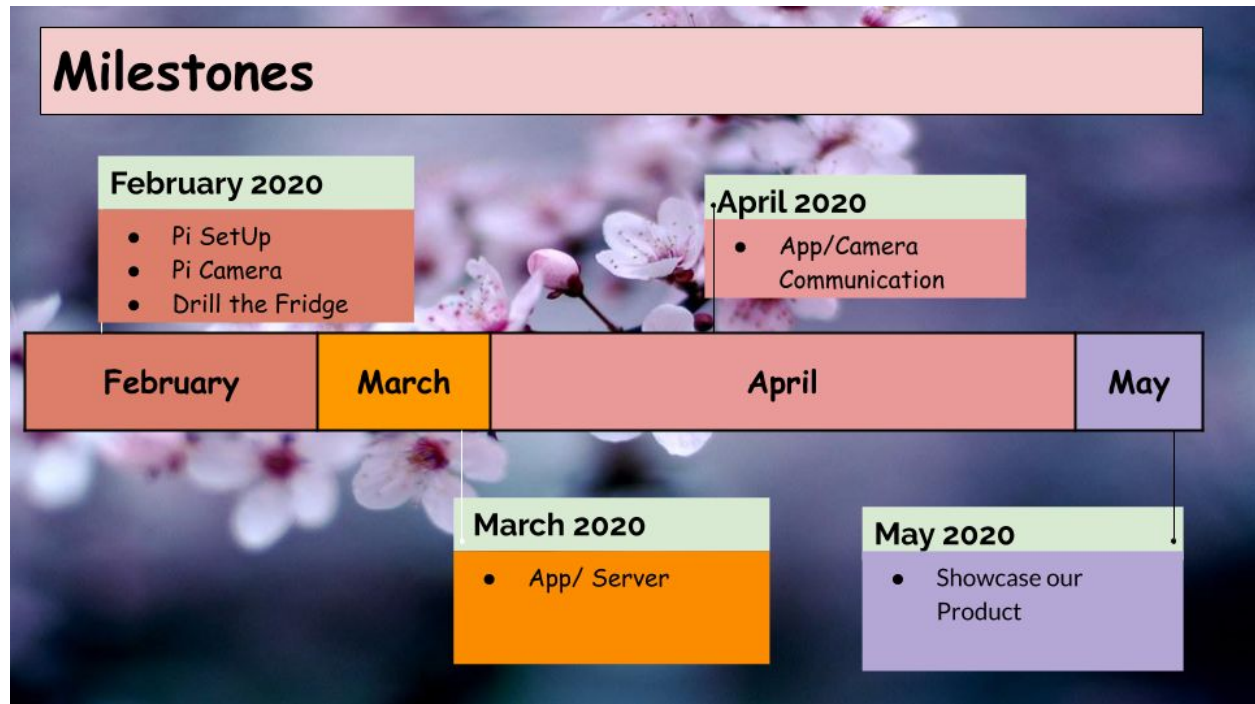 Milestones
February 2020
● Pi SetUp
● Pi Camera
● Drill the Fridge
April 2020
● App/Camera
Communication
February
March
April
May
March 2020
● App/ Server
May 2020
● Showcase our
Product